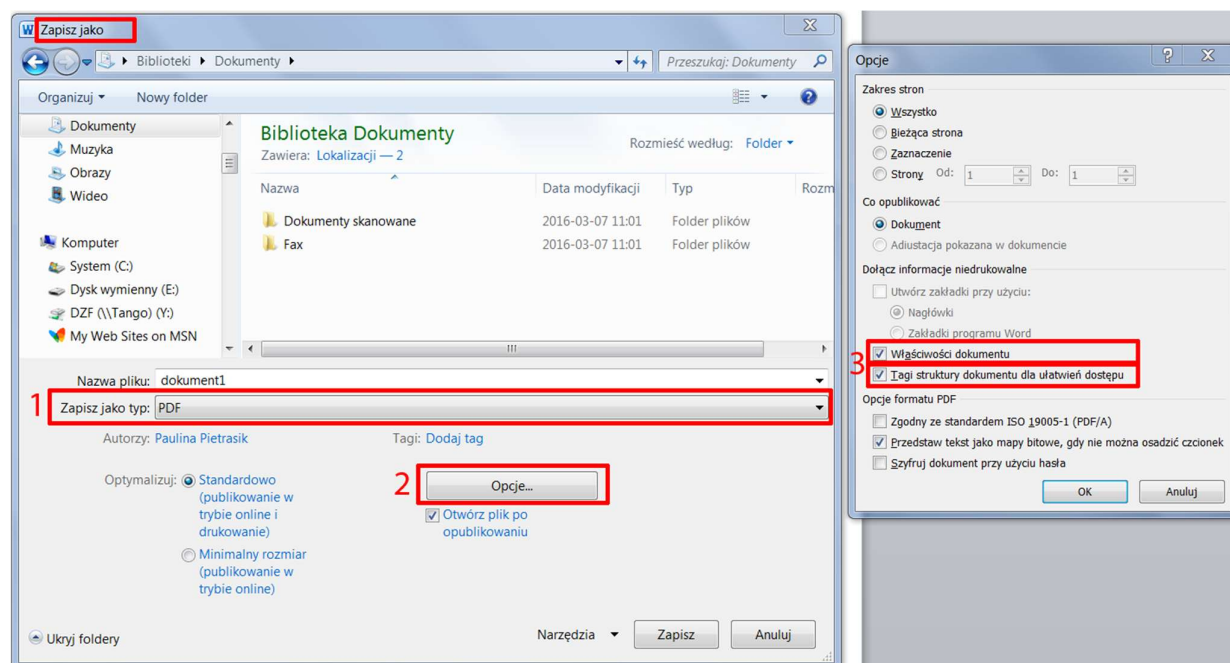 Zapisz jako
Biblioteki Dokumenty
Przeszukaj: Dokumenty
Organizuj Nowy folder
Dokumenty
Muzyka
Obrazy
Wideo
Komputer
System (C:)
Dysk wymienny (E:)
DZF (\\Tango) (Y:)
My Web Sites on MSN
Biblioteka Dokumenty
Zawiera: Lokalizacji — 2
Rozmieść według: Folder
Nazwa Data modyfikacji Typ Rozm
Dokumenty skanowane 2016-03-07 11:01 Folder plików
Fax 2016-03-07 11:01 Folder plików
Nazwa pliku: dokument1
1 Zapisz jako typ: PDF
Autorzy: Paulina Pietrasik Tagi: Dodaj tag
Optymalizuj: Standardowo
(publikowanie w
trybie online i
drukowanie)
Minimalny rozmiar
(publikowanie w
trybie online)
2 Opcje...
Otwórz plik po
opublikowaniu
Ukryj foldery
Narzędzia Zapisz Anuluj
Opcje
Zakres stron
Wszystko
Bieżąca strona
Zaznaczenie
Strony Od: 1 Do: 1
Co opublikować
Dokument
Adiustacja pokazana w dokumencie
Dołącz informacje niedrukowalne
Utwórz zakładki przy użyciu:
Nagłówki
Zakładki programu Word
3 Właściwości dokumentu
Tagi struktury dokumentu dla ułatwień dostępu
Opcje formatu PDF
Zgodny ze standardem ISO 19005-1 (PDF/A)
Przedstaw tekst jako mapy bitowe, gdy nie można osadzić czcionek
Szyfruj dokument przy użyciu hasła
OK Anuluj